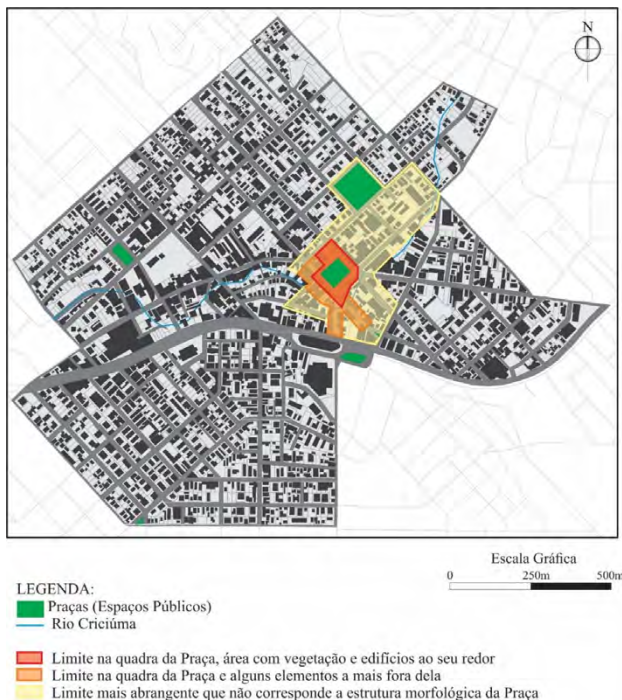 N
Escala Gráfica
0 250m 500m
LEGENDA:
Praças (Espaços Públicos)
Rio Criciúma
Limite na quadra da Praça, área com vegetação e edifícios ao seu redor
Limite na quadra da Praça e alguns elementos a mais fora dela
Limite mais abrangente que não corresponde a estrutura morfológica da Praça